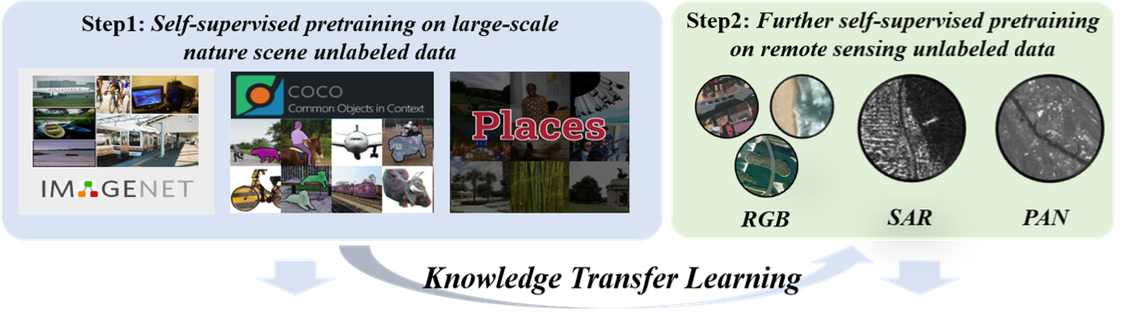 Step1: Self-supervised pretraining on large-scale
nature scene unlabeled data
IMAGENET
COCO
Common Objects in Context
Places
Step2: Further self-supervised pretraining
on remote sensing unlabeled data
RGB
SAR
PAN
Knowledge Transfer Learning